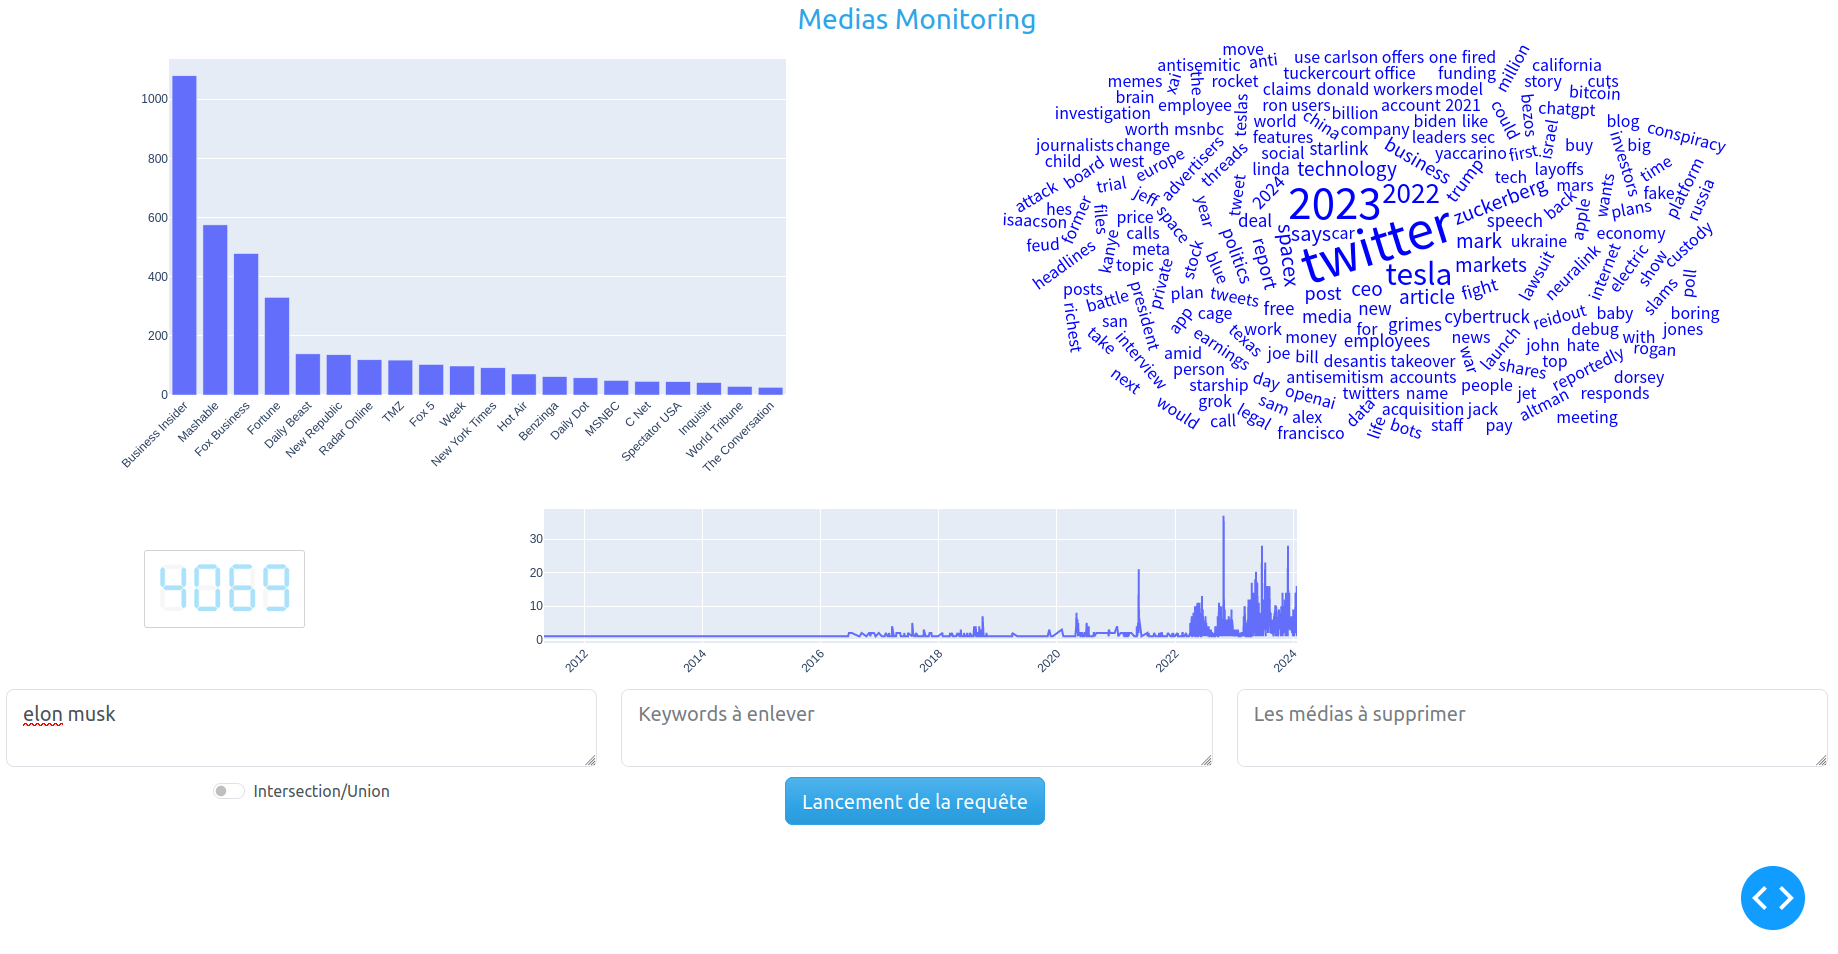 Medias Monitoring
1000
800
600
400
200
0
Business Insider
Mashable
Fox Business
Fortune
Daily Beast
New Republic
Radar Online
TMZ
Fox 5
Week
New York Times
Hot Air
Benzinga
Daily Dot
MSNBC
C Net
Spectator USA
Inquisitr
World Tribune
The Conversation
move
antisemitic anti use carlson offers one fired million california
memes xai the rocket tuckercourt office funding story cuts
brain claims donald workers model bezos bitcoin
investigation employee teslas ron users billion account 2021 could chatgpt
worth msnbc world china company biden like israel blog conspiracy
journalists change features leaders sec buy investors big
child west europe advertisers threads social starlink business yaccarino first time
attack board trial linda technology trump tech layoffs platform
jeff tweet 2024 2023 2022 zuckerberg mars wants fake russia
isaacson hes former files price space year deal says car twitter speech back apple plans
feud calls politics report spacex mark ukraine economy custody
headlines kanye meta stock blue tesla markets lawsuit neuralink internet electric show
topic private
posts battle president plan tweets free post ceo article fight slams poll
richest san app cage media new cybertruck reidout baby boring
take interview earnings texas work money for grimes employees news launch debug with jones
amid joe bill desantis takeover war john hate rogan
next person day antisemitism accounts shares top reportedly
starship openai twitters name people jet dorsey
would grok sam data acquisition jack altman responds
call legal alex life bots staff pay meeting
francisco
4069
30
20
10
0
2012
2014
2016
2018
2020
2022
2024
elon musk
Keywords à enlever
Les médias à supprimer
Intersection/Union
Lancement de la requête